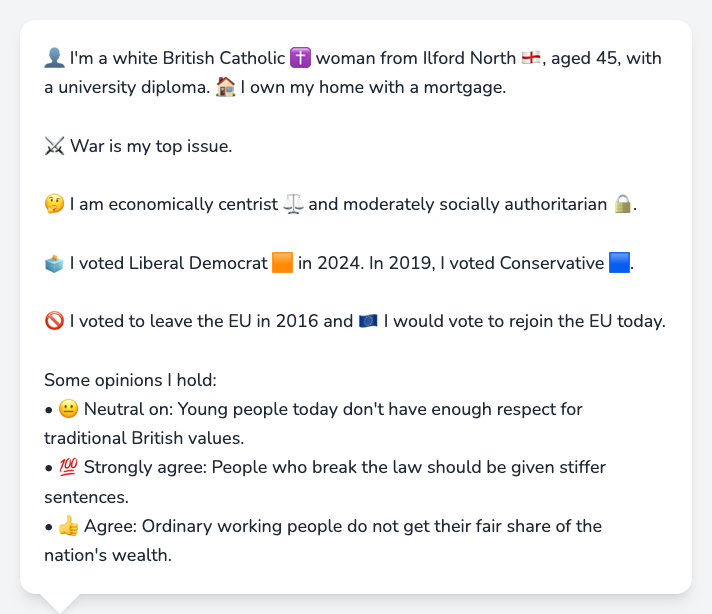 👤 I'm a white British Catholic ✝️ woman from Ilford North 🏴󠁧󠁢󠁥󠁮󠁧󠁿, aged 45, with
a university diploma. 🏠 I own my home with a mortgage.
⚔️ War is my top issue.
🤔 I am economically centrist ⚖️ and moderately socially authoritarian 🔒.
🗳️ I voted Liberal Democrat 🟧 in 2024. In 2019, I voted Conservative 🟦.
🚫 I voted to leave the EU in 2016 and 🇪🇺 I would vote to rejoin the EU today.
Some opinions I hold:
• 😐 Neutral on: Young people today don't have enough respect for
traditional British values.
• 💯 Strongly agree: People who break the law should be given stiffer
sentences.
• 👍 Agree: Ordinary working people do not get their fair share of the
nation's wealth.